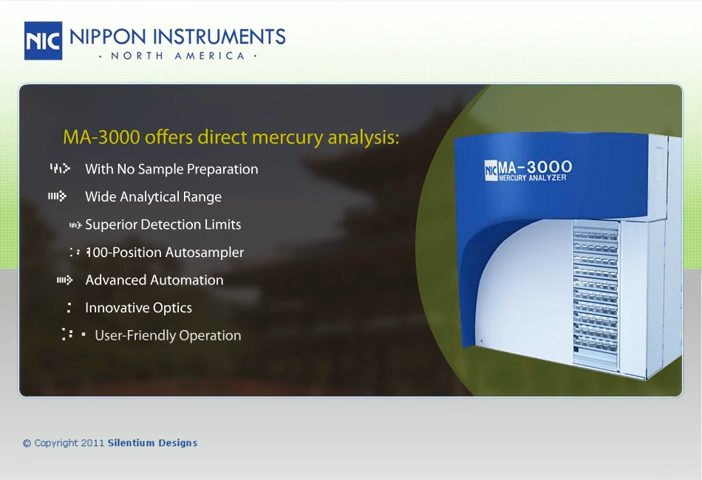 NIC NIPPON INSTRUMENTS
· NORTH AMERICA ·
MA-3000 offers direct mercury analysis:
With No Sample Preparation
Wide Analytical Range
Superior Detection Limits
100-Position Autosampler
Advanced Automation
Innovative Optics
User-Friendly Operation
NIC MA-3000
MERCURY ANALYZER
© Copyright 2011 Silentium Designs